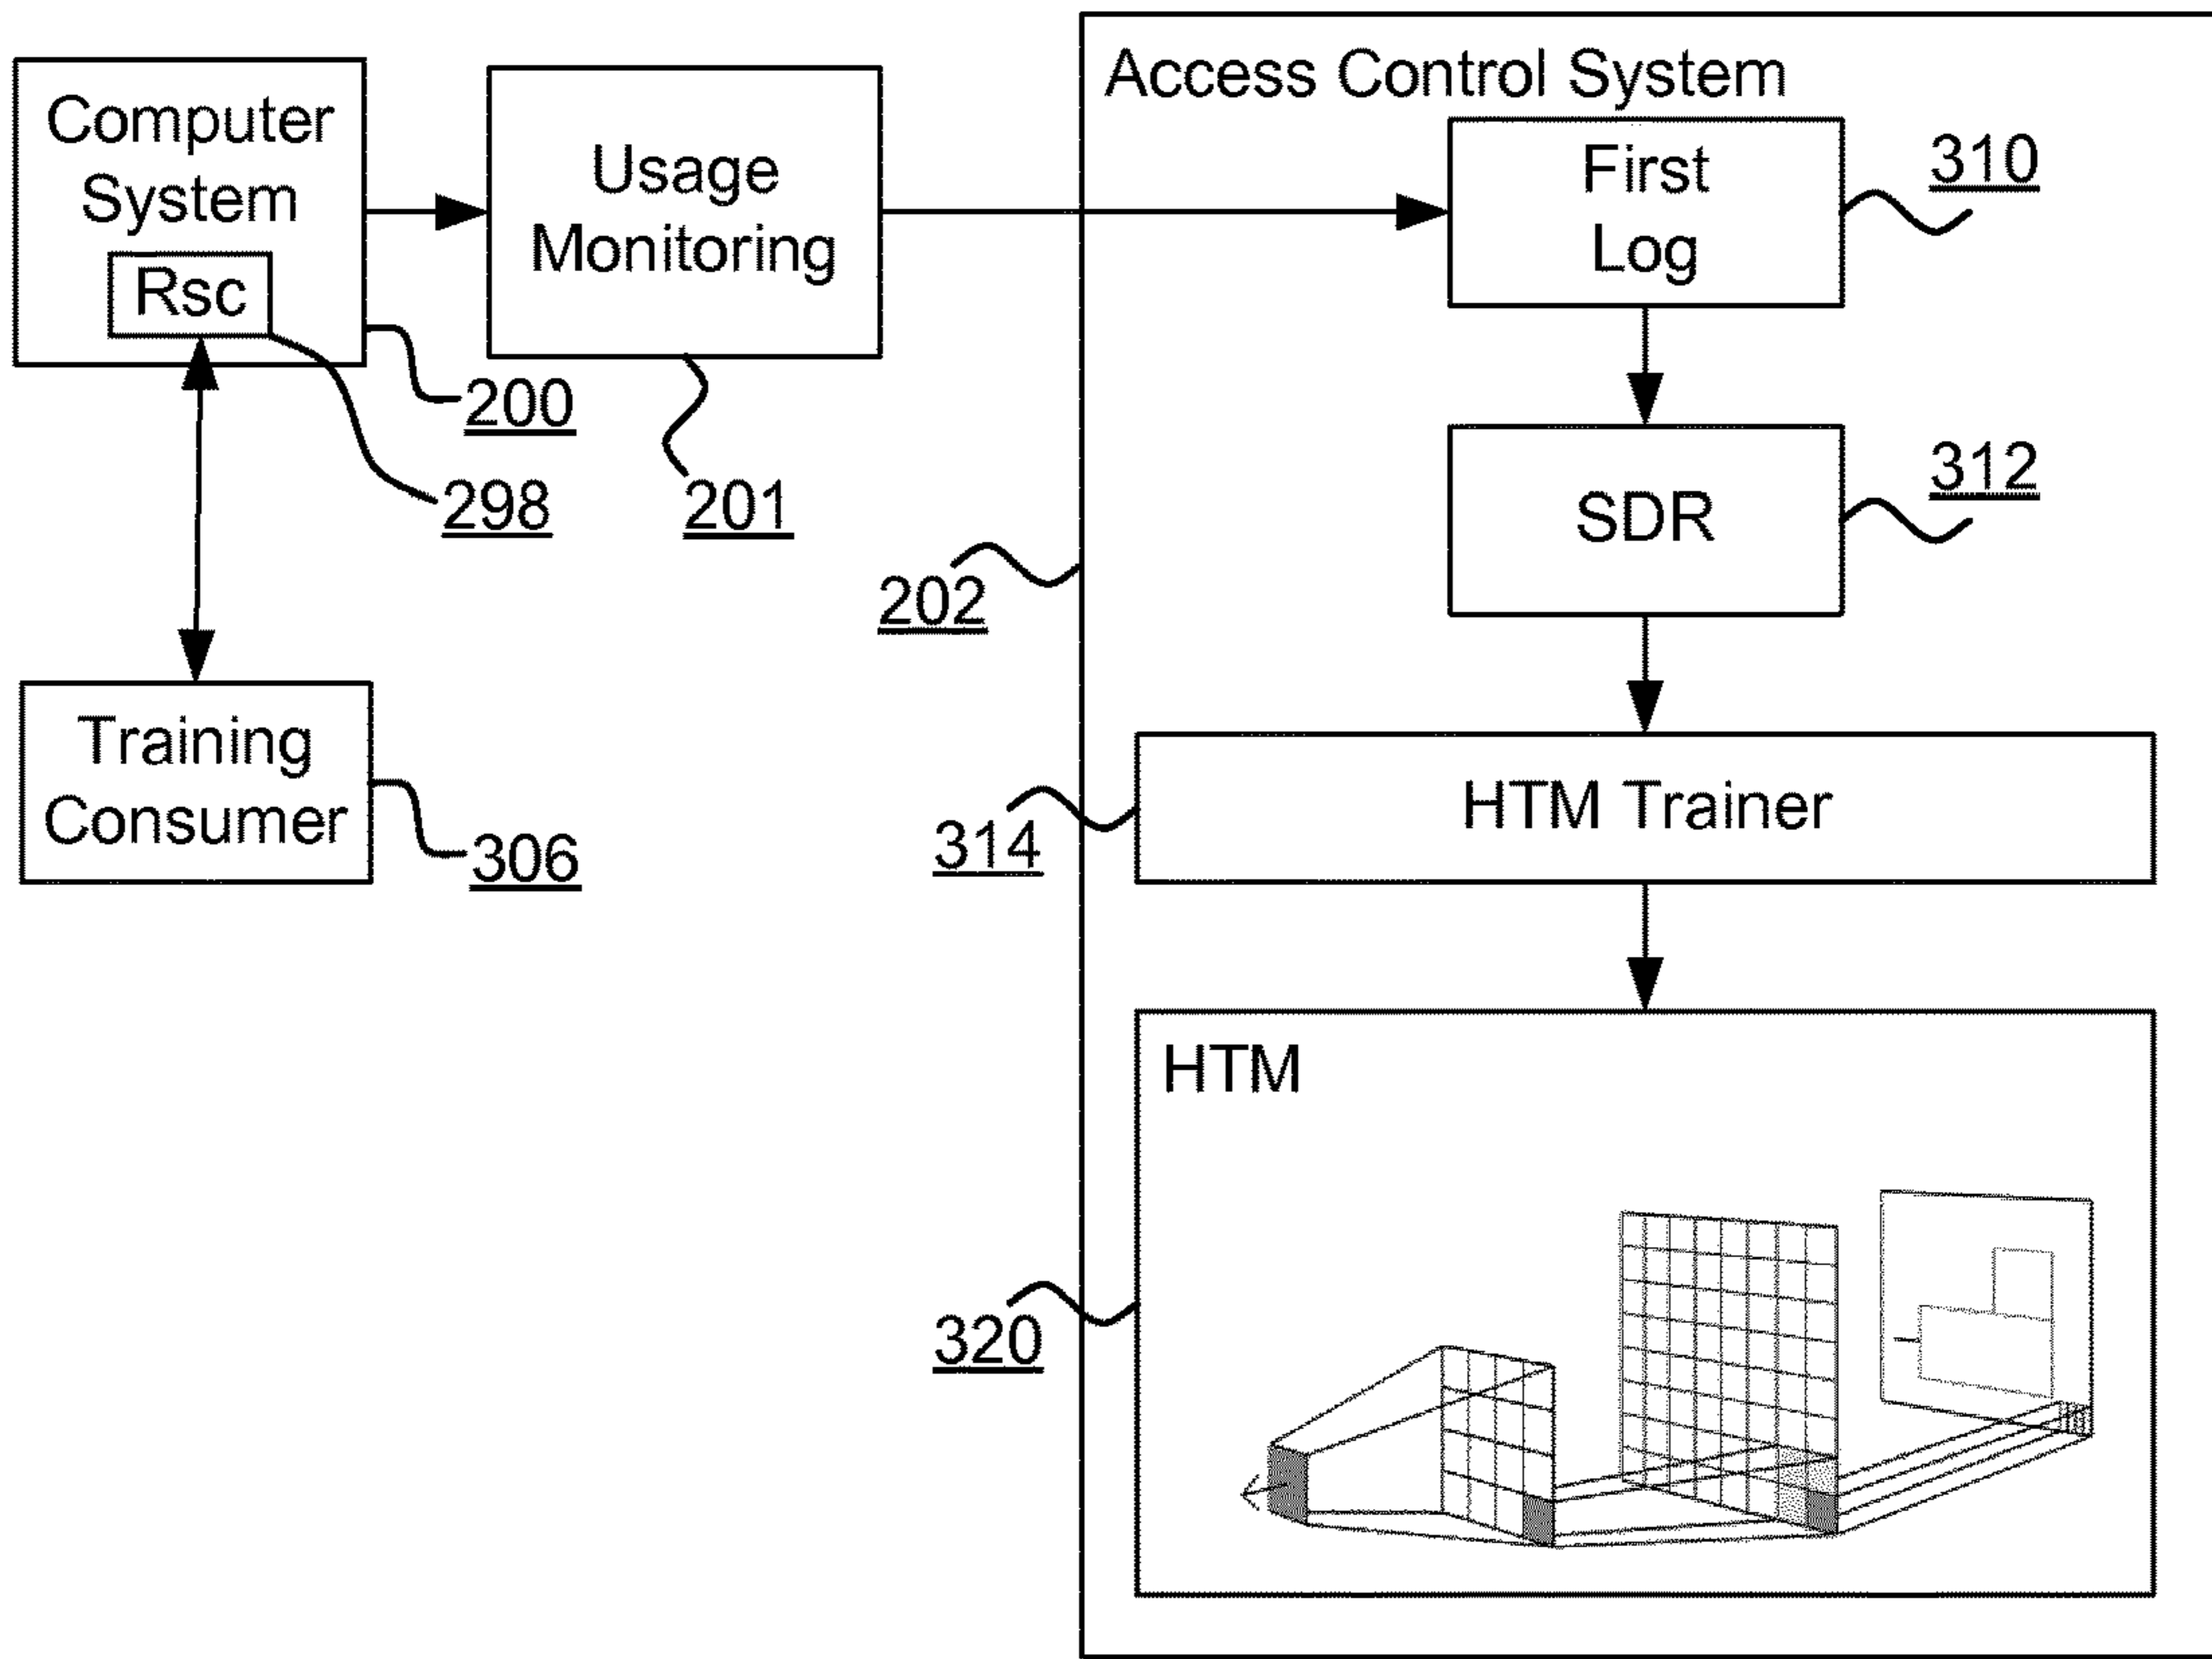 Computer
System
Rsc
200
298
Usage
Monitoring
201
Training
Consumer
306
Access Control System
202
First
Log
310
SDR
312
HTM Trainer
314
HTM
320